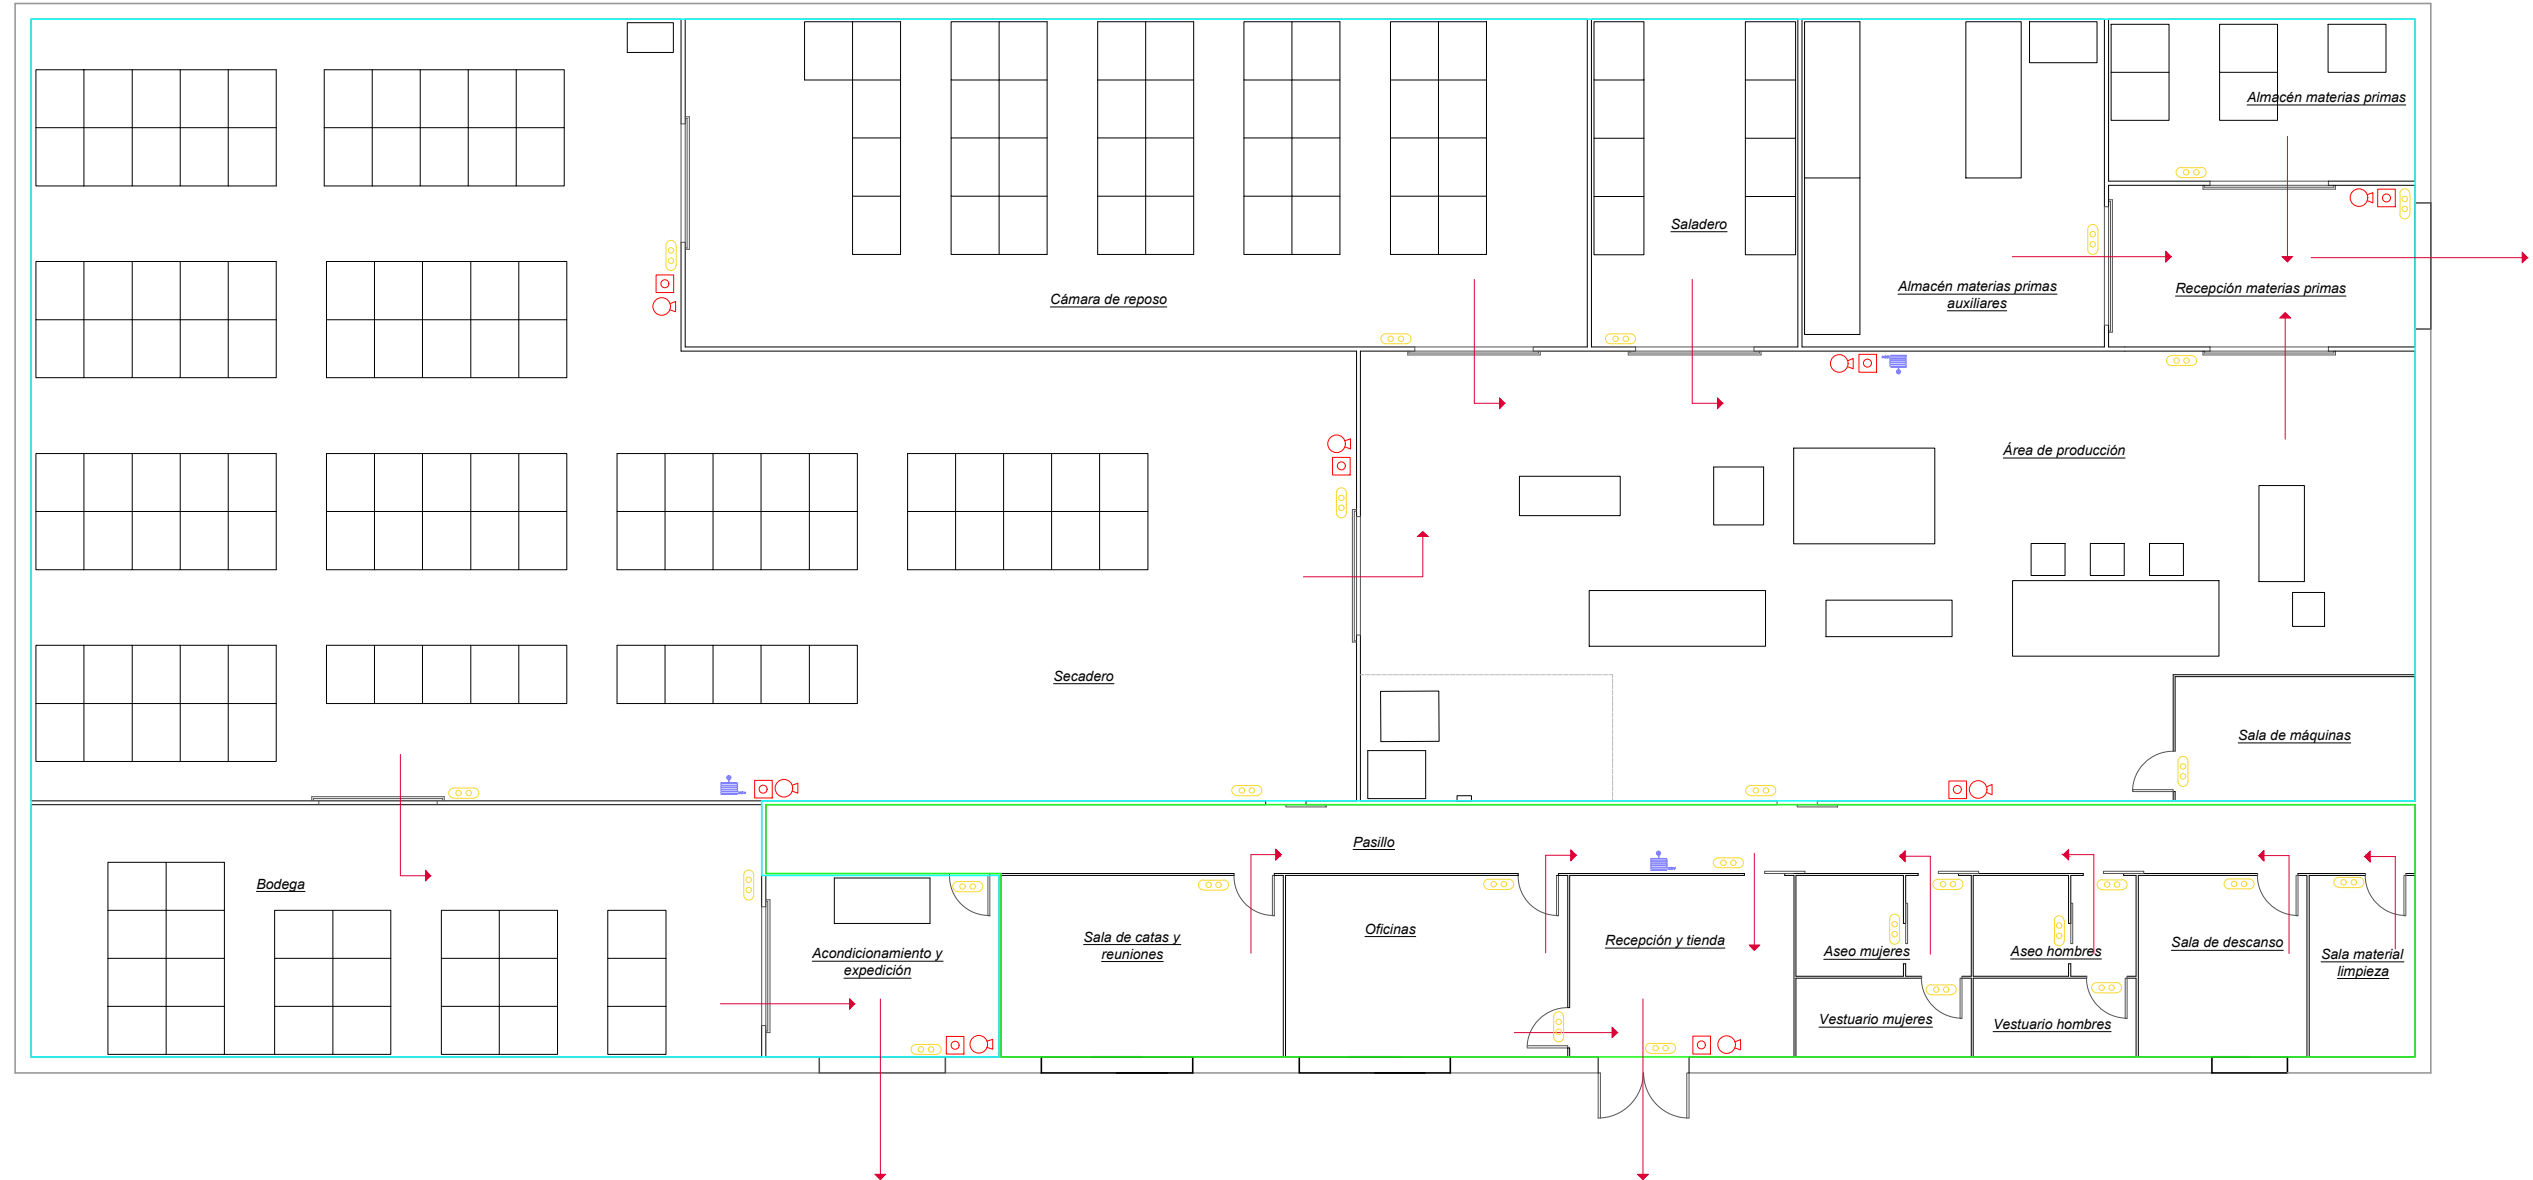 Almacén materias primas
Saladero
Cámara de reposo
Almacén materias primas
auxiliares
Recepción materias primas
Área de producción
Secadero
Sala de máquinas
Pasillo
Bodega
Acondicionamiento y
expedición
Sala de catas y
reuniones
Oficinas
Recepción y tienda
Aseo mujeres
Aseo hombres
Sala de descanso
Sala material
limpieza
Vestuario mujeres
Vestuario hombres